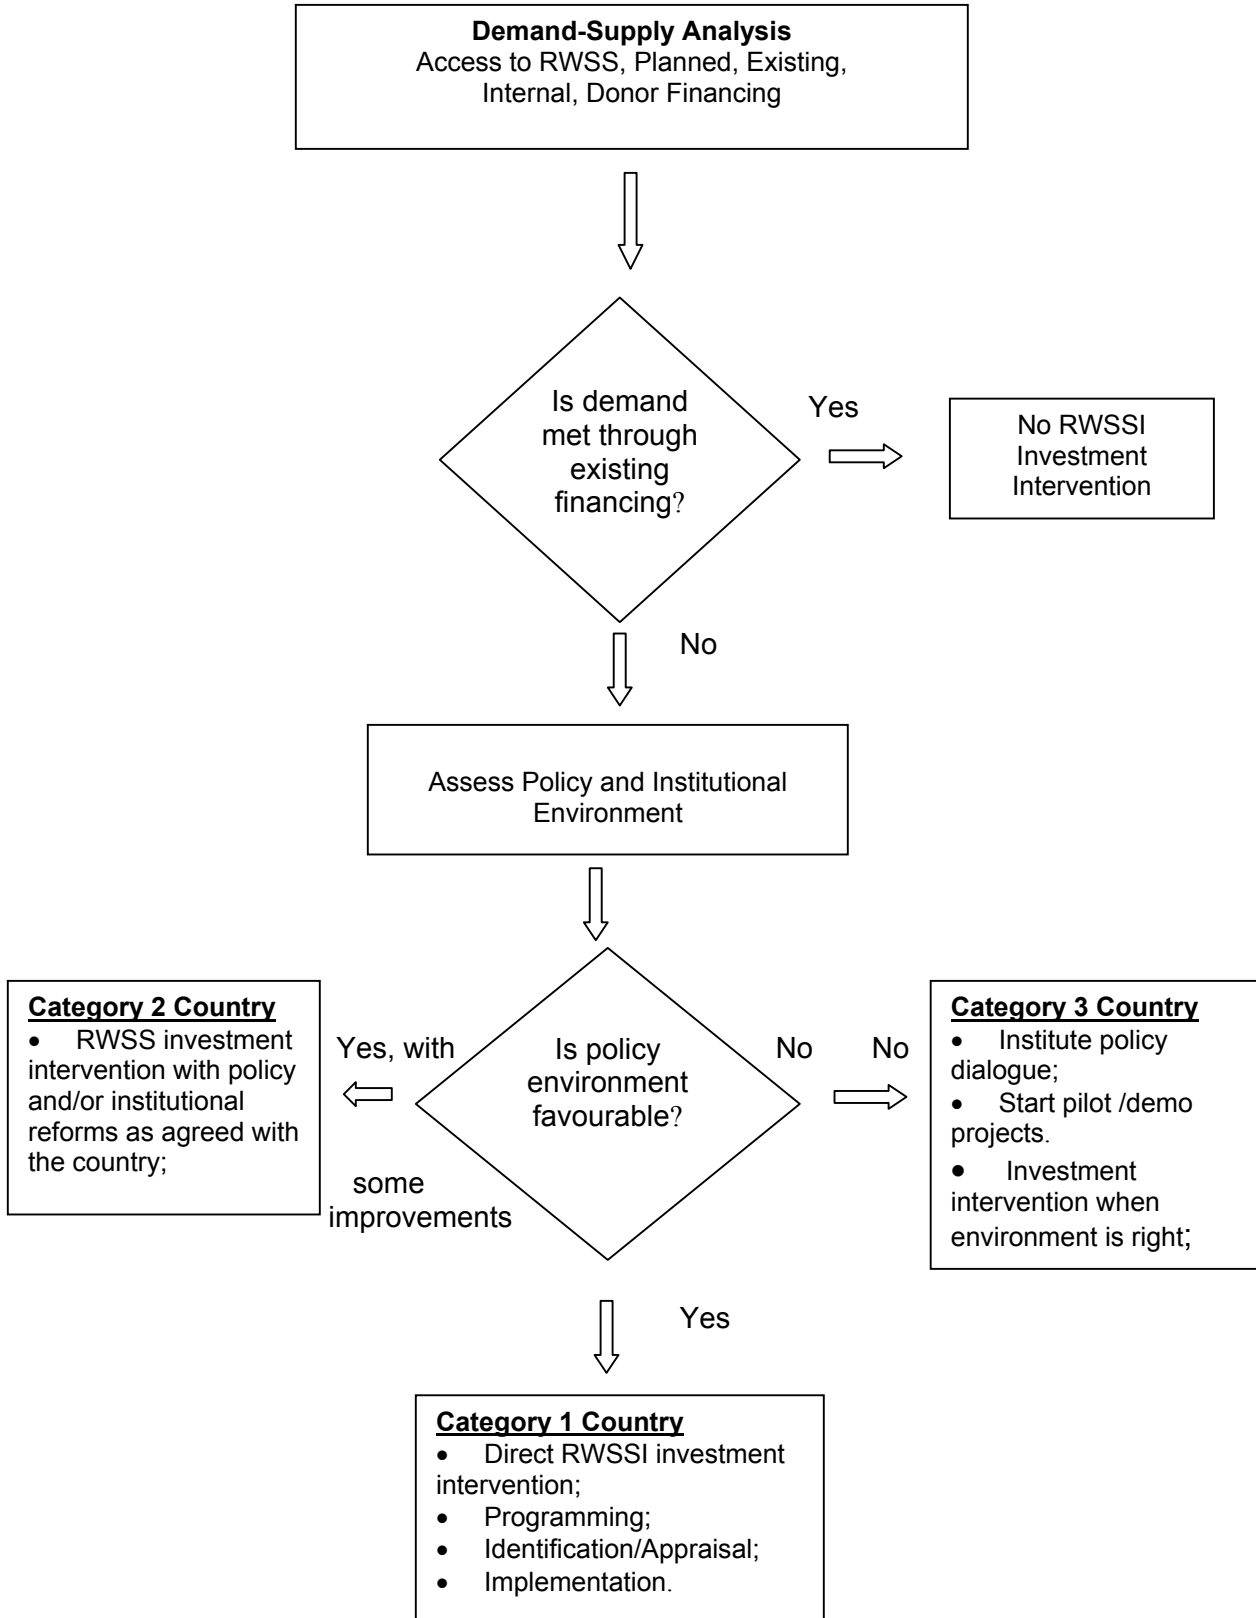 Demand-Supply Analysis
Access to RWSS, Planned, Existing,
Internal, Donor Financing
Is demand
met through
existing
financing?
Yes
No RWSSI
Investment
Intervention
No
Assess Policy and Institutional
Environment
Category 2 Country
• RWSS investment
intervention with policy
and/or institutional
reforms as agreed with
the country;
Yes, with
some
improvements
Is policy
environment
favourable?
No No
Category 3 Country
• Institute policy
dialogue;
• Start pilot /demo
projects.
• Investment
intervention when
environment is right;
Yes
Category 1 Country
• Direct RWSSI investment
intervention;
• Programming;
• Identification/Appraisal;
• Implementation.